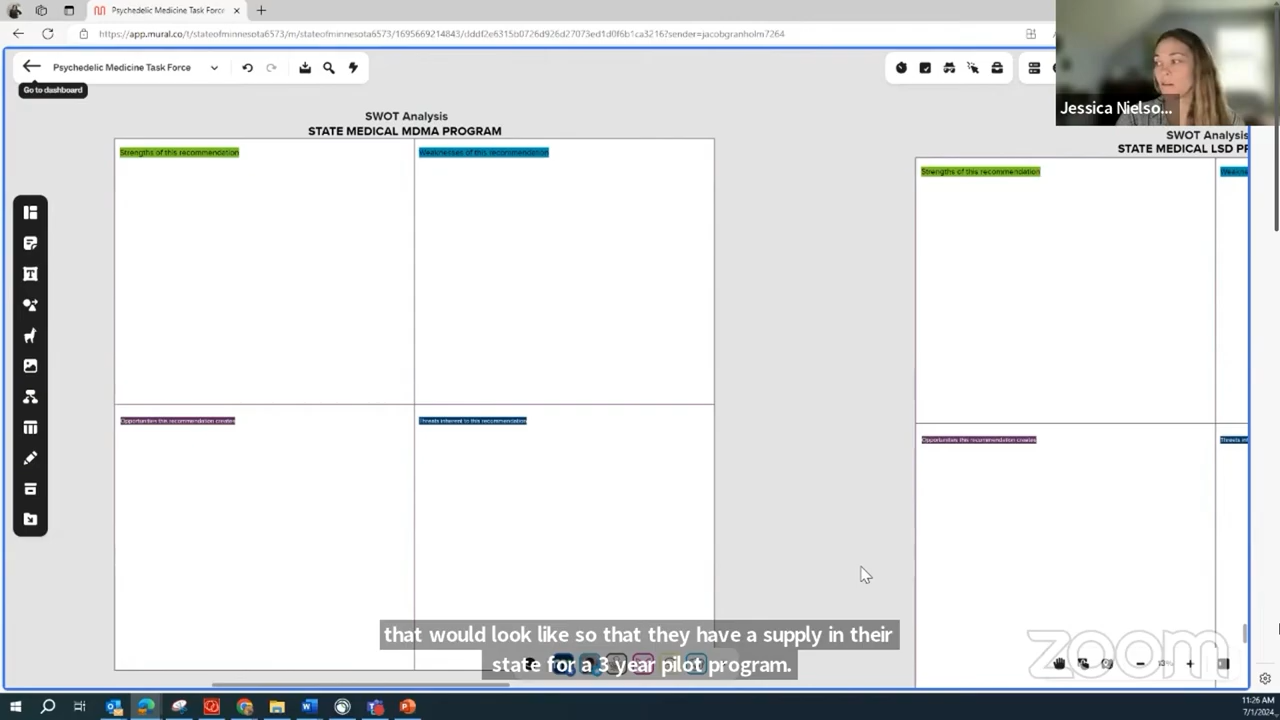 Psychedelic Medicine Task Force
https://app.mural.co/t/stateofminnesota6573/m/stateofminnesota6573/1695669214843/dddf2e6315b0726d926d27073ed1d0f6b1ca3216?sender=jacobgranholm7264
Psychedelic Medicine Task Force
Go to dashboard
Jessica Nielso...
SWOT Analysis
STATE MEDICAL MDMA PROGRAM
Strengths of this recommendation
Weaknesses of this recommendation
Opportunities this recommendation creates
Threats inherent to this recommendation
SWOT Analysis
STATE MEDICAL LSD PR
Strengths of this recommendation
Weakne
Opportunities this recommendation creates
Threats inh
that would look like so that they have a supply in their
state for a 3 year pilot program.
zoom
11:26 AM
7/1/2024